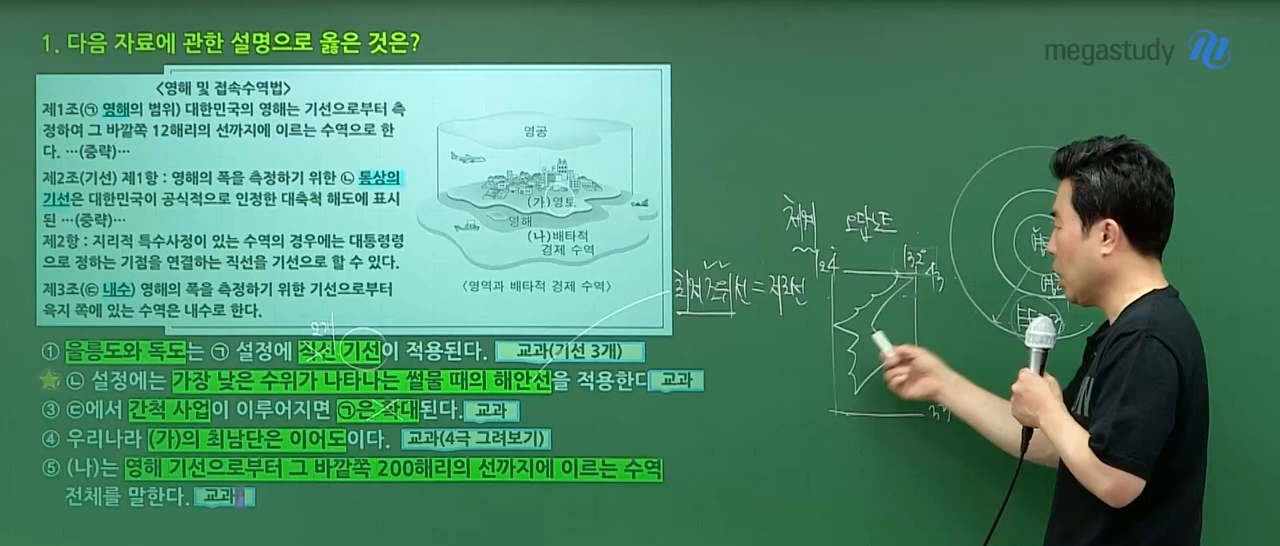 1. 다음 자료에 관한 설명으로 옳은 것은?
megastudy
<영해 및 접속수역법>
제1조(㉠ 영해의 범위) 대한민국의 영해는 기선으로부터 측
정하여 그 바깥쪽 12해리의 선까지에 이르는 수역으로 한
다. …(중략)…
제2조(기선) 제1항 : 영해의 폭을 측정하기 위한 ㉡ 통상의
기선은 대한민국이 공식적으로 인정한 대축척 해도에 표시
된 …(중략)…
제2항 : 지리적 특수사정이 있는 수역의 경우에는 대통령령
으로 정하는 기점을 연결하는 직선을 기선으로 할 수 있다.
제3조(㉢ 내수) 영해의 폭을 측정하기 위한 기선으로부터
육지 쪽에 있는 수역은 내수로 한다.
영공
(가)영토
영해
(나)배타적
경제 수역
<영역과 배타적 경제 수역>
① 울릉도와 독도는 ㉠ 설정에 직선 기선이 적용된다. 교과(기선 3개)
㉡ 설정에는 가장 낮은 수위가 나타나는 썰물 때의 해안선을 적용한다 교과
③ ㉢에서 간척 사업이 이루어지면 ㉠은 확대된다. 교과
④ 우리나라 (가)의 최남단은 이어도이다. 교과(4극 그려보기)
⑤ (나)는 영해 기선으로부터 그 바깥쪽 200해리의 선까지에 이르는 수역
전체를 말한다. 교과
오답노트
124
132
43